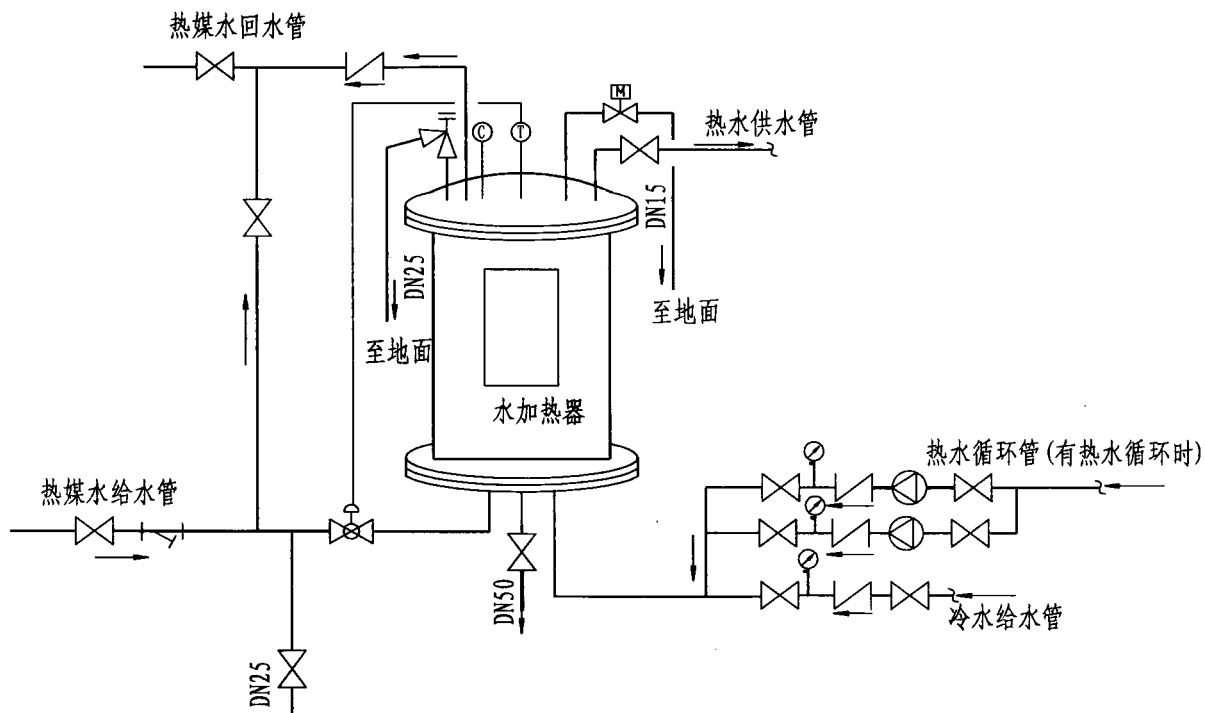 热媒水回水管
M
热水供水管
C
T
DN15
DN25
至地面
至地面
水加热器
热水循环管(有热水循环时)
热媒水给水管
DN50
冷水给水管
DN25